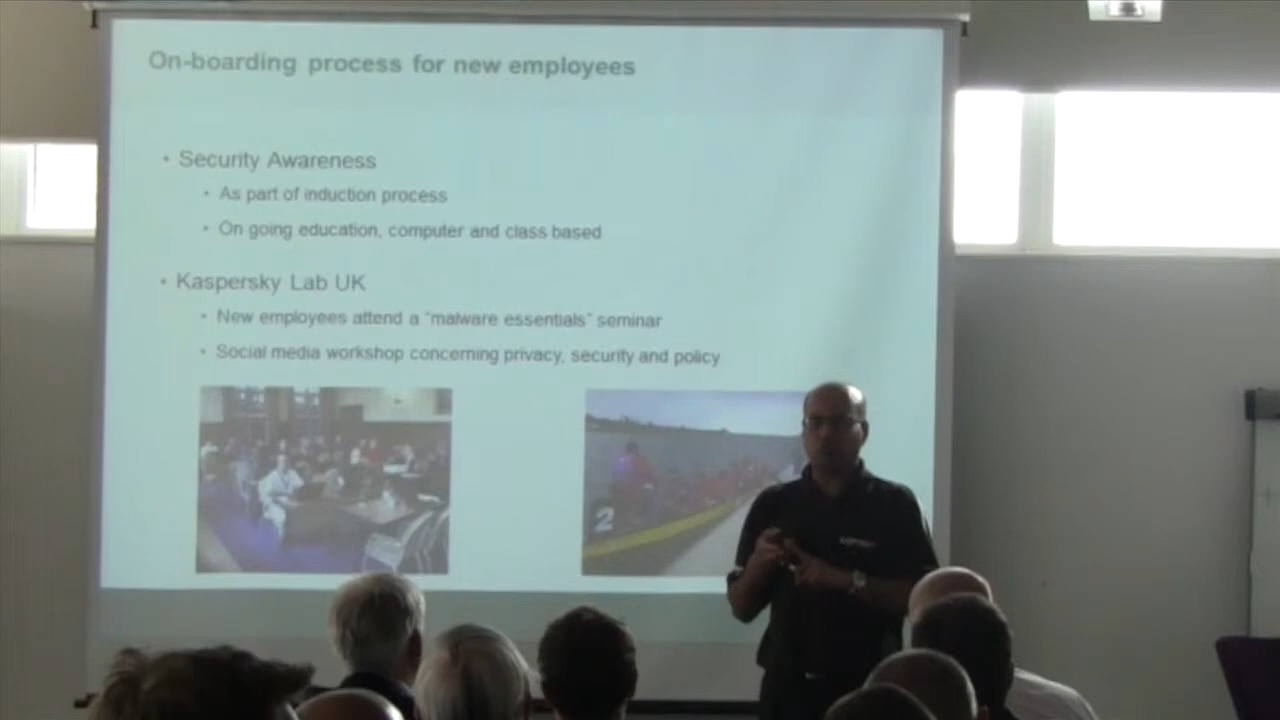 On-boarding process for new employees
• Security Awareness
• As part of induction process
• On going education, computer and class based
• Kaspersky Lab UK
• New employees attend a “malware essentials” seminar
• Social media workshop concerning privacy, security and policy
2